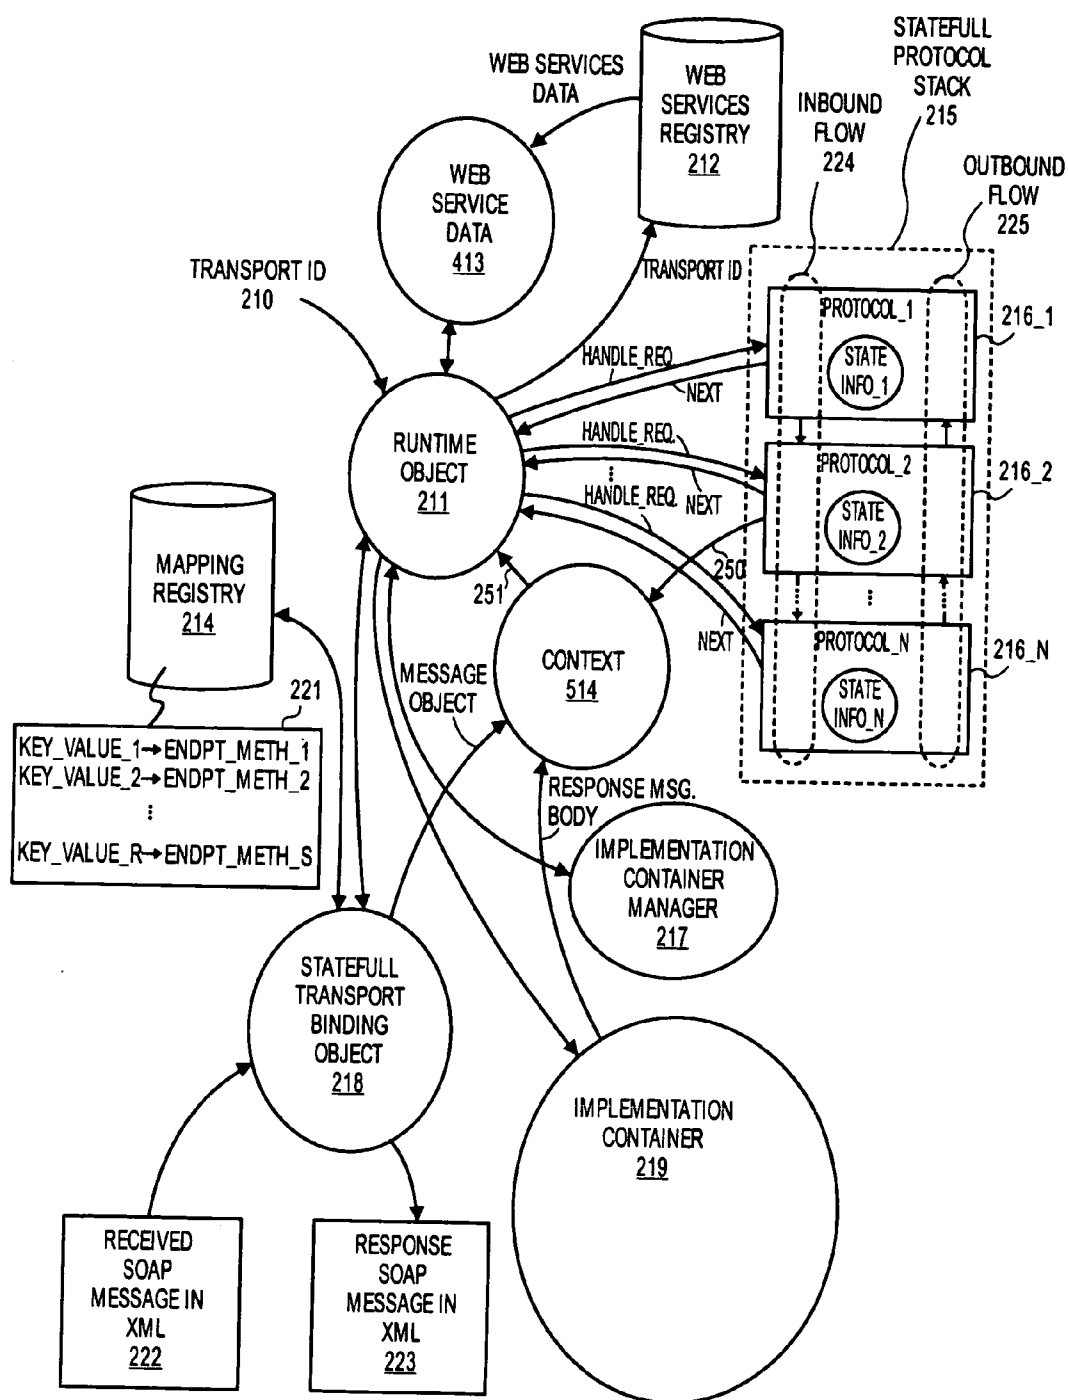 STATEFULL
PROTOCOL
STACK
215
WEB SERVICES
DATA
WEB
SERVICES
REGISTRY
212
INBOUND
FLOW
224
OUTBOUND
FLOW
225
WEB
SERVICE
DATA
413
TRANSPORT ID
210
TRANSPORT ID
PROTOCOL_1
216_1
STATE
INFO_1
HANDLE_REQ.
NEXT
RUNTIME
OBJECT
211
HANDLE_REQ.
NEXT
PROTOCOL_2
216_2
STATE
INFO_2
HANDLE_REQ.
250
251
MAPPING
REGISTRY
214
NEXT
PROTOCOL_N
216_N
STATE
INFO_N
CONTEXT
514
MESSAGE
OBJECT
221
KEY_VALUE_1→ENDPT_METH_1
KEY_VALUE_2→ENDPT_METH_2
⋮
KEY_VALUE_R→ENDPT_METH_S
RESPONSE MSG.
BODY
IMPLEMENTATION
CONTAINER
MANAGER
217
STATEFULL
TRANSPORT
BINDING
OBJECT
218
IMPLEMENTATION
CONTAINER
219
RECEIVED
SOAP
MESSAGE IN
XML
222
RESPONSE
SOAP
MESSAGE IN
XML
223